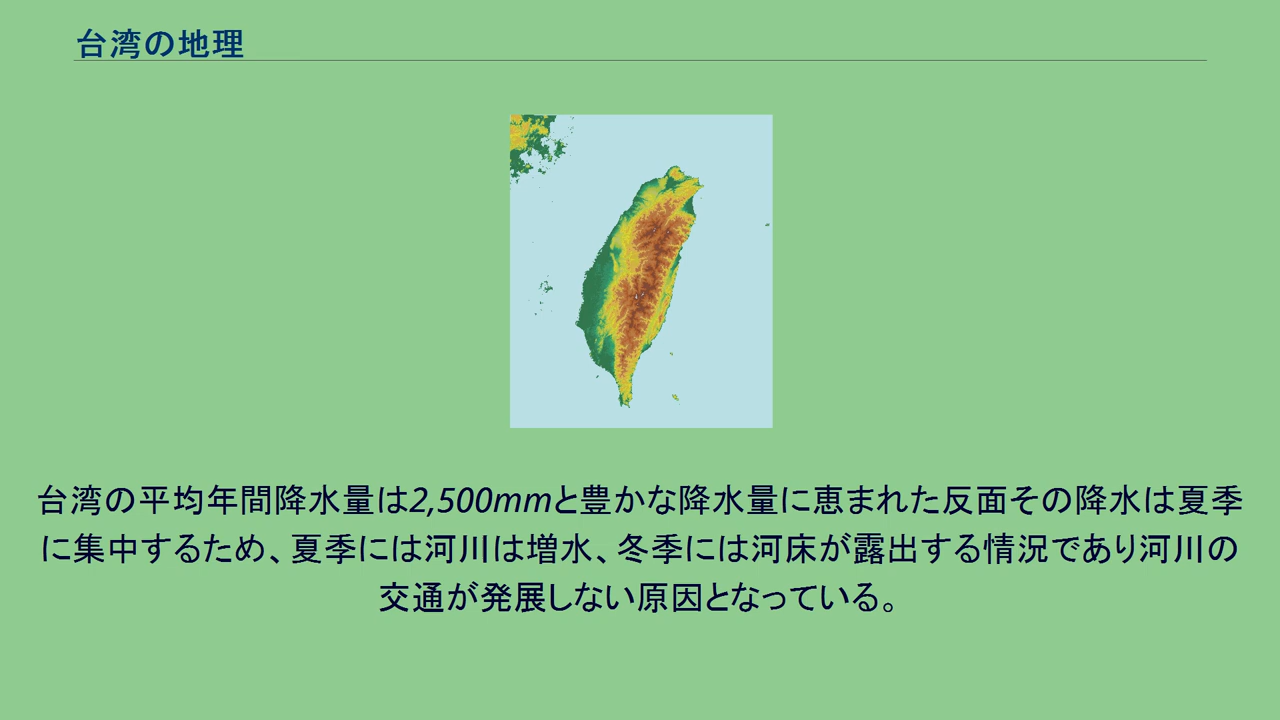 台湾の地理
台湾の平均年間降水量は2,500mmと豊かな降水量に恵まれた反面その降水は夏季
に集中するため、夏季には河川は増水、冬季には河床が露出する情況であり河川の
交通が発展しない原因となっている。